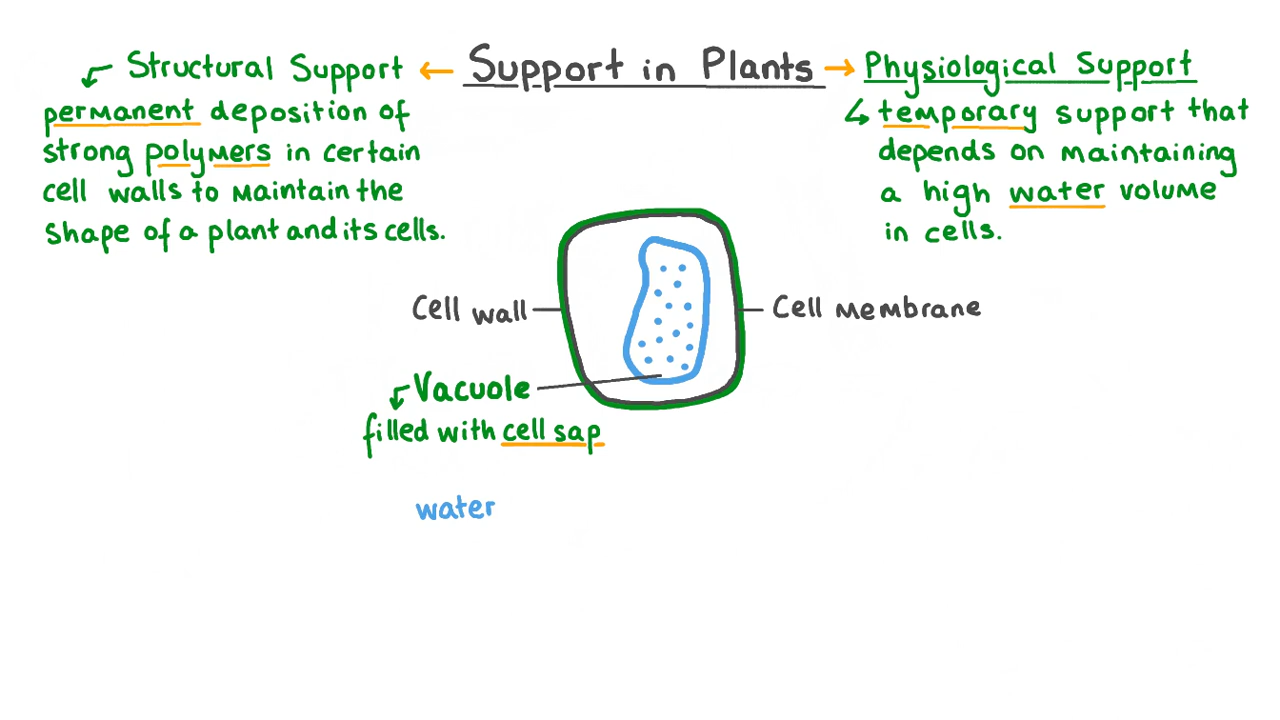 Support in Plants
Structural Support
permanent deposition of
strong polymers in certain
cell walls to maintain the
shape of a plant and its cells.
Physiological Support
temporary support that
depends on maintaining
a high water volume
in cells.
Cell wall
Cell membrane
Vacuole
filled with cell sap
water